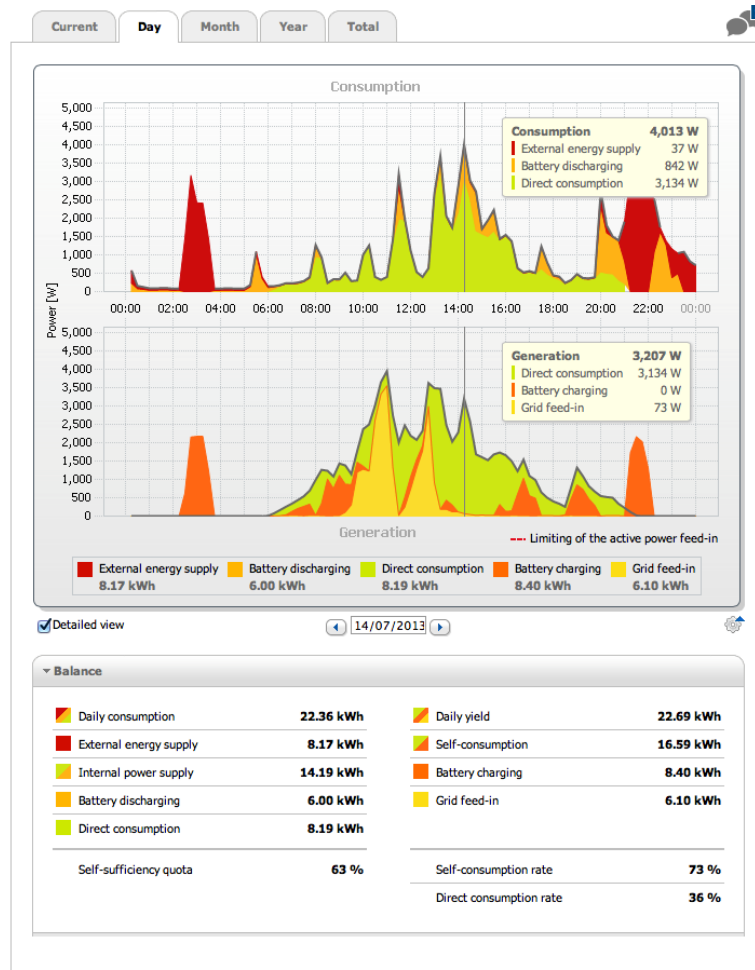 Current Day Month Year Total
Consumption
5,000
4,500
4,000
3,500
3,000
2,500
2,000
1,500
1,000
500
0
Consumption 4,013 W
External energy supply 37 W
Battery discharging 842 W
Direct consumption 3,134 W
00:00 02:00 04:00 06:00 08:00 10:00 12:00 14:00 16:00 18:00 20:00 22:00 00:00
Power [W]
5,000
4,500
4,000
3,500
3,000
2,500
2,000
1,500
1,000
500
0
Generation 3,207 W
Direct consumption 3,134 W
Battery charging 0 W
Grid feed-in 73 W
Generation
Limiting of the active power feed-in
External energy supply Battery discharging Direct consumption Battery charging Grid feed-in
8.17 kWh 6.00 kWh 8.19 kWh 8.40 kWh 6.10 kWh
Detailed view 14/07/2013
Balance
Daily consumption 22.36 kWh Daily yield 22.69 kWh
External energy supply 8.17 kWh Self-consumption 16.59 kWh
Internal power supply 14.19 kWh Battery charging 8.40 kWh
Battery discharging 6.00 kWh Grid feed-in 6.10 kWh
Direct consumption 8.19 kWh
Self-sufficiency quota 63 % Self-consumption rate 73 %
Direct consumption rate 36 %